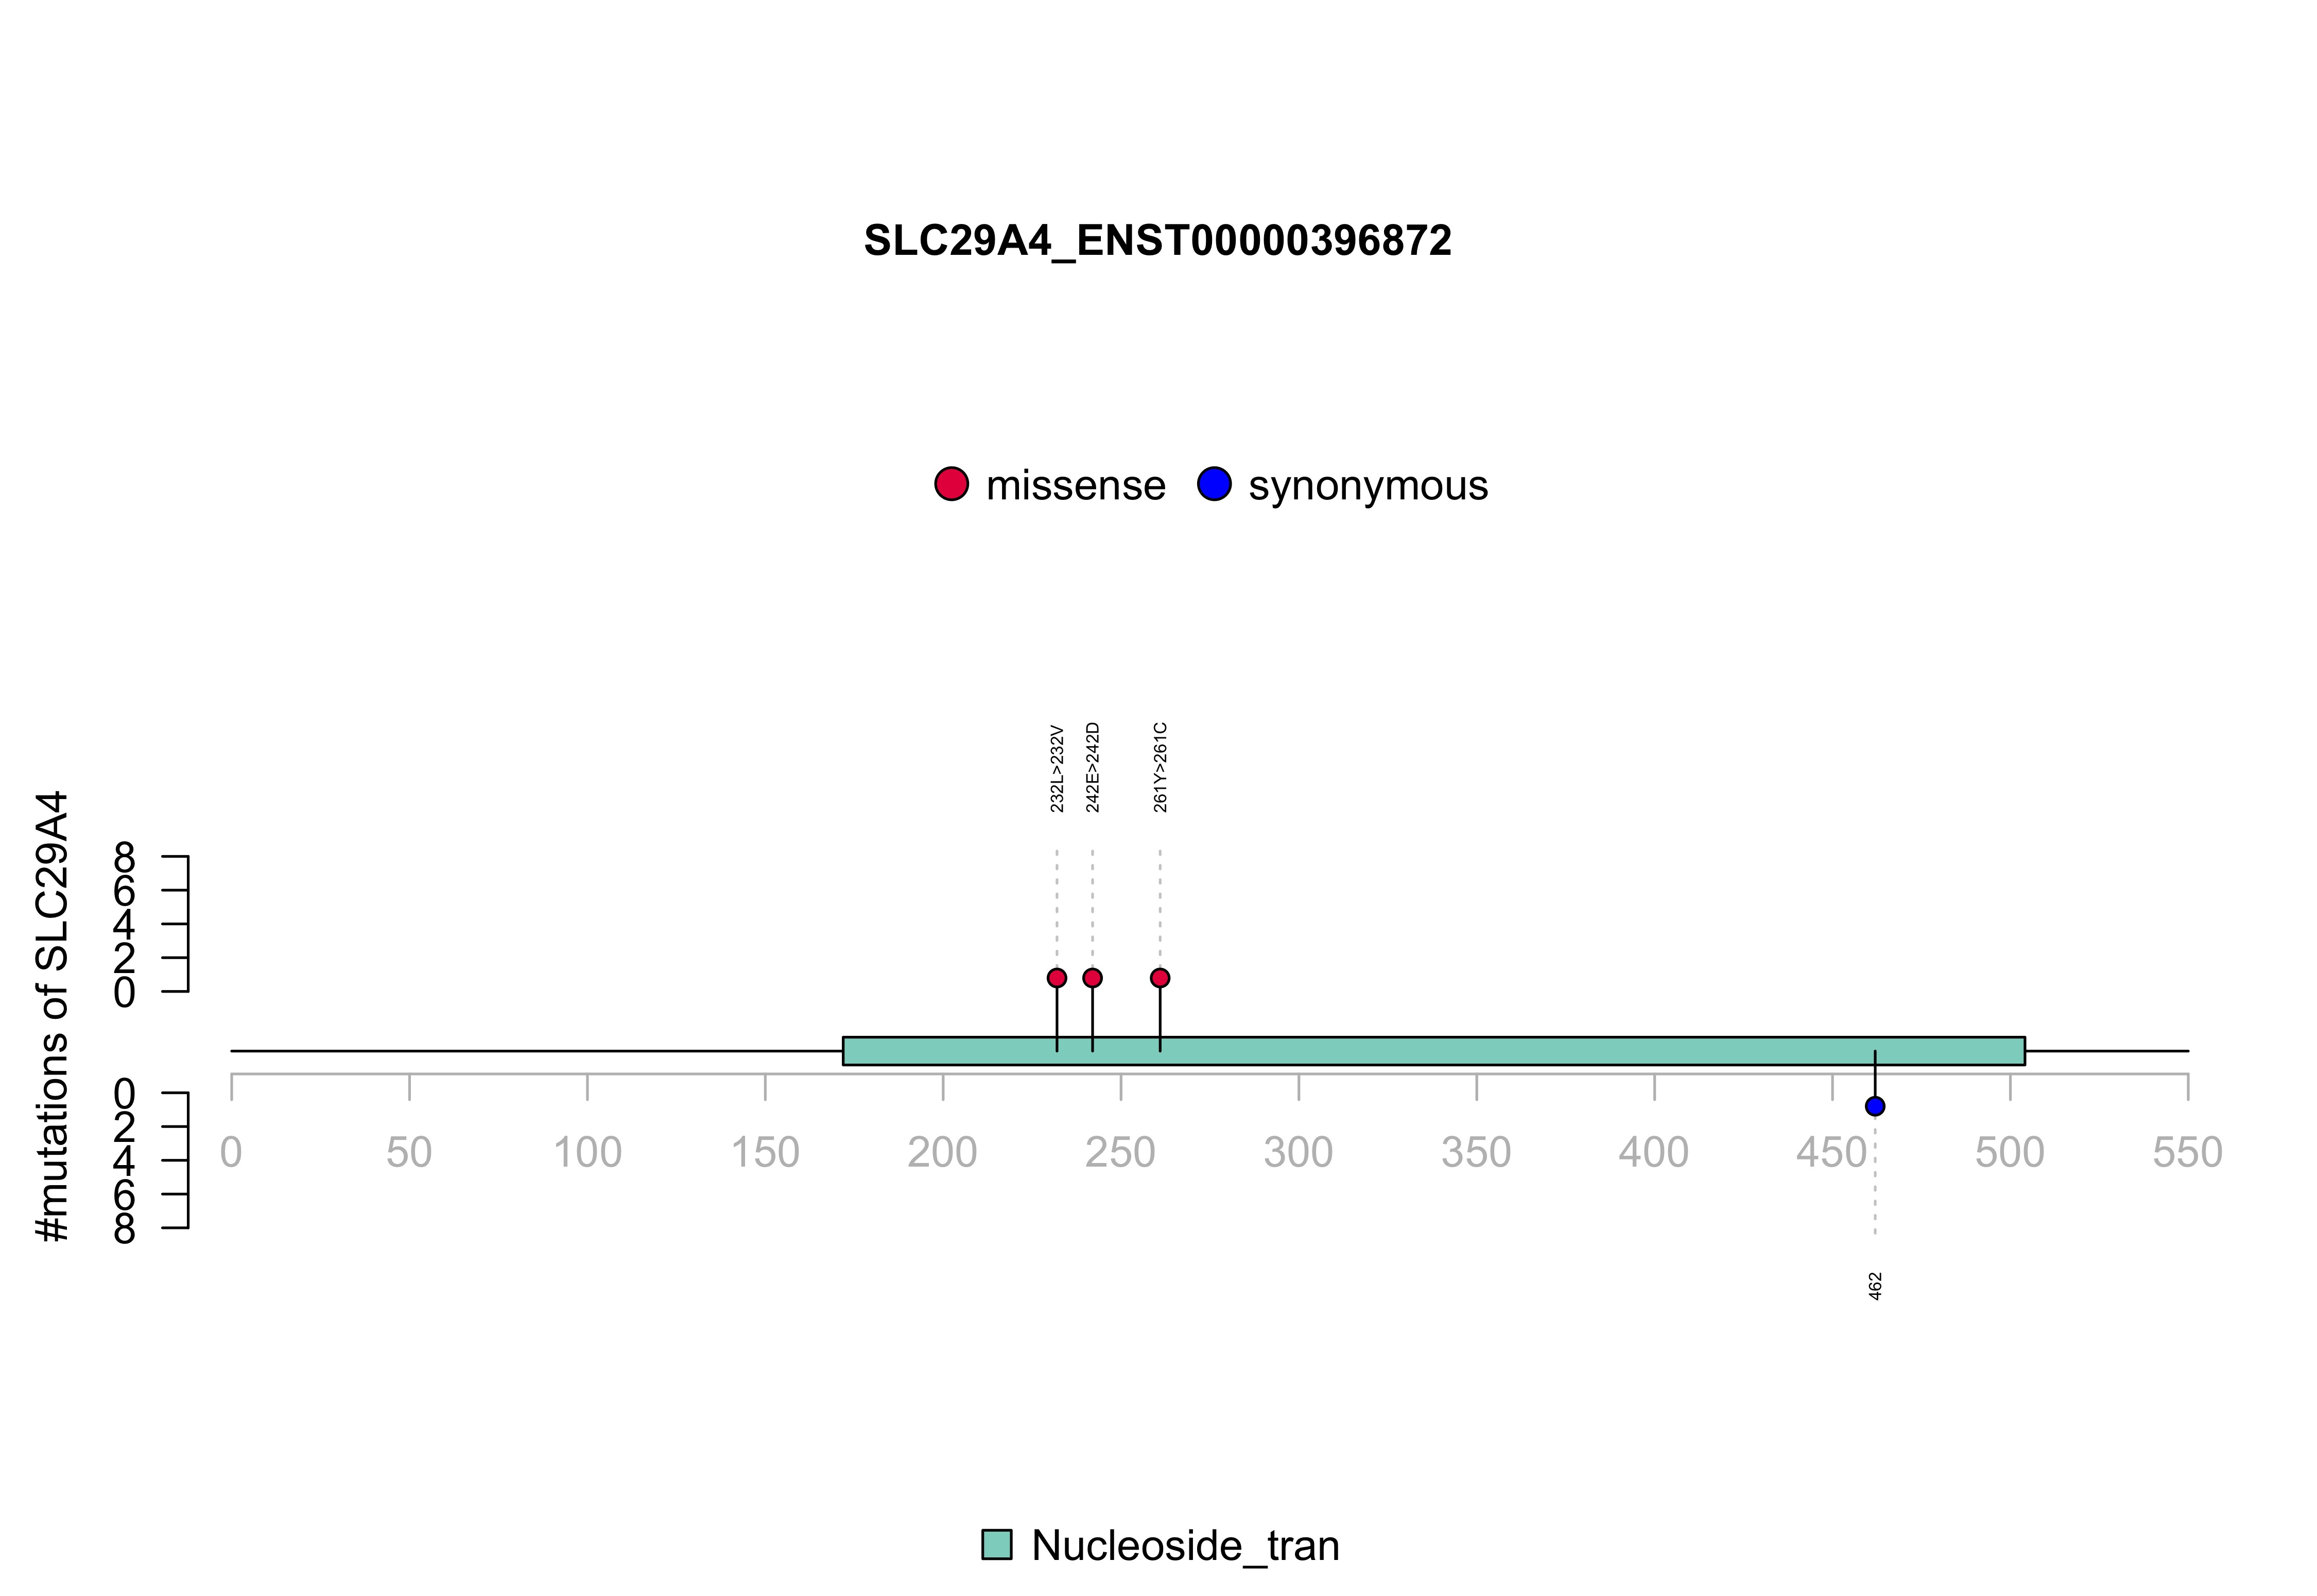 SLC29A4_ENST00000396872
missense synonymous
232L>232V 242E>242D 261Y>261C
#mutations of SLC29A4
8
6
4
2
0
0
2
4
6
8
0 50 100 150 200 250 300 350 400 450 500 550
462
Nucleoside_tran